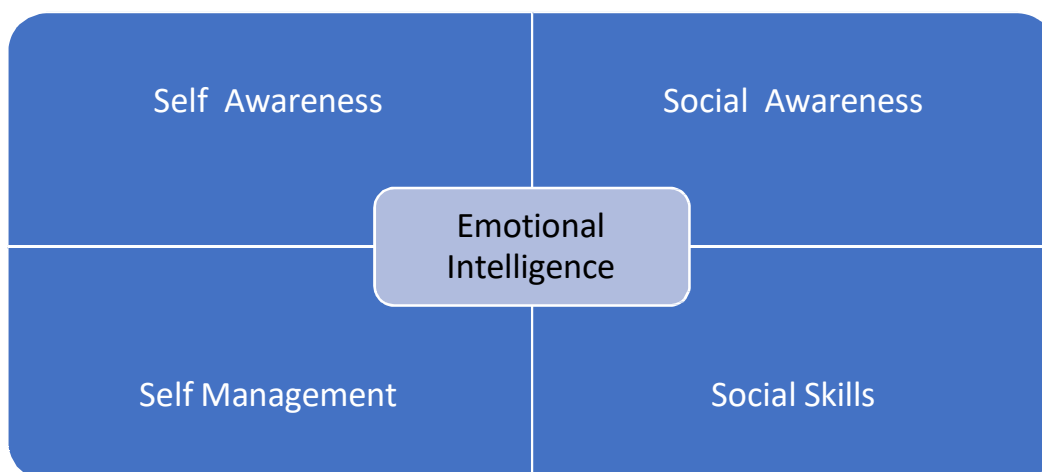 Self  Awareness
Social  Awareness
Emotional
Intelligence
Self Management
Social Skills